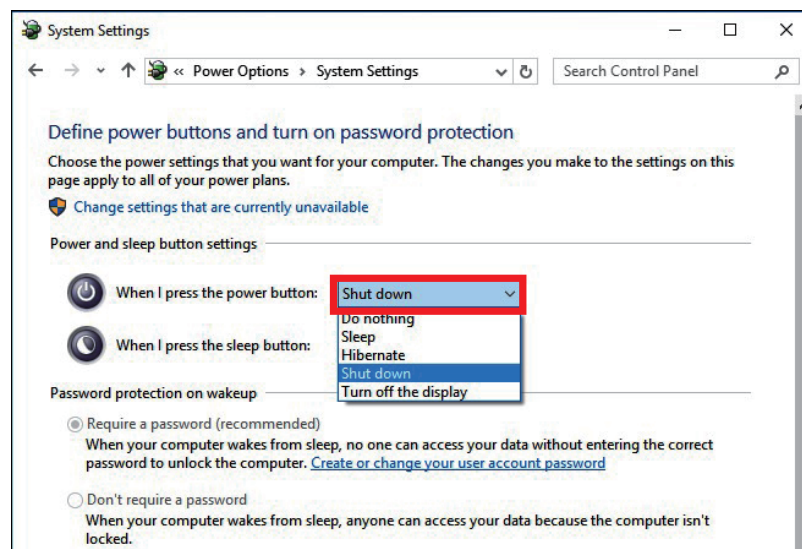 System Settings
« Power Options › System Settings
Search Control Panel
Define power buttons and turn on password protection
Choose the power settings that you want for your computer. The changes you make to the settings on this
page apply to all of your power plans.
Change settings that are currently unavailable
Power and sleep button settings
When I press the power button:
Shut down
Do nothing
Sleep
When I press the sleep button:
Hibernate
Shut down
Turn off the display
Password protection on wakeup
Require a password (recommended)
When your computer wakes from sleep, no one can access your data without entering the correct
password to unlock the computer. Create or change your user account password
Don't require a password
When your computer wakes from sleep, anyone can access your data because the computer isn't
locked.